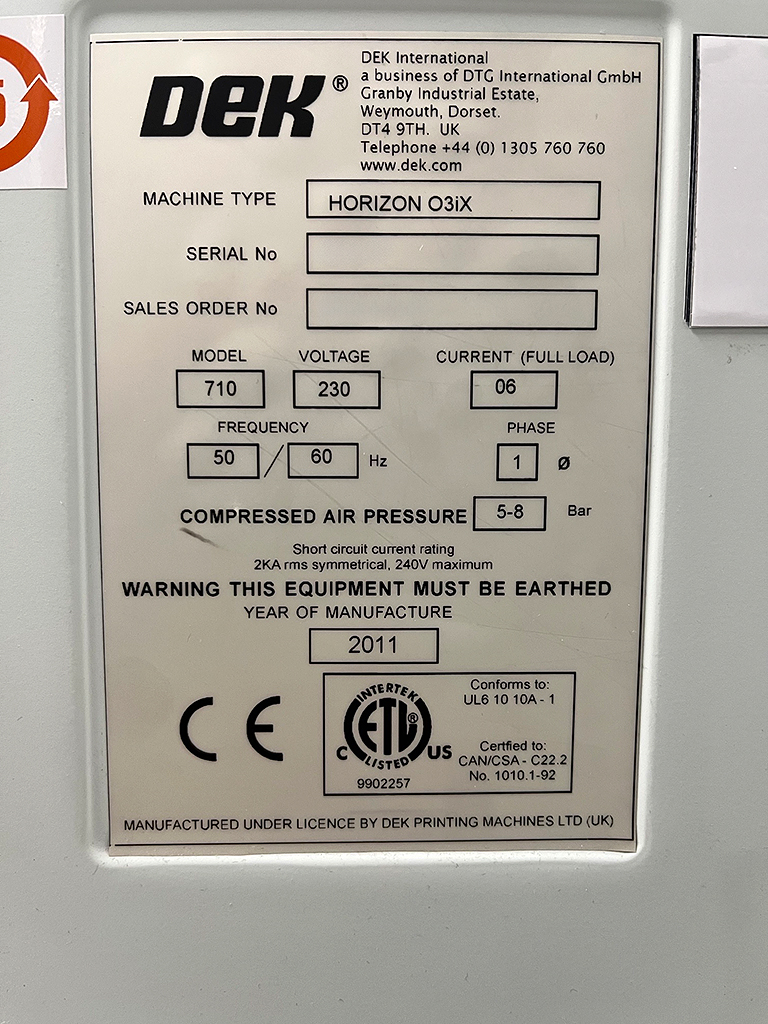 DEK®
DEK International
a business of DTG International GmbH
Granby Industrial Estate,
Weymouth, Dorset.
DT4 9TH. UK
Telephone +44 (0) 1305 760 760
www.dek.com
MACHINE TYPE HORIZON O3iX
SERIAL No
SALES ORDER No
MODEL VOLTAGE CURRENT (FULL LOAD)
710 230 06
FREQUENCY PHASE
50 / 60 Hz 1 Ø
COMPRESSED AIR PRESSURE 5-8 Bar
Short circuit current rating
2KA rms symmetrical, 240V maximum
WARNING THIS EQUIPMENT MUST BE EARTHED
YEAR OF MANUFACTURE
2011
CE
INTERTEK
ETL®
LISTED
C US
9902257
Conforms to:
UL6 10 10A - 1
Certfied to:
CAN/CSA - C22.2
No. 1010.1-92
MANUFACTURED UNDER LICENCE BY DEK PRINTING MACHINES LTD (UK)